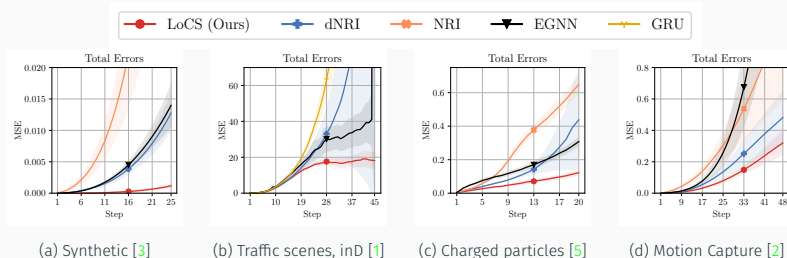 LoCS (Ours) dNRI NRI EGNN GRU
Total Errors Total Errors Total Errors Total Errors
MSE
0.020
0.015
0.010
0.005
0.000
1 6 11 16 21 25
Step
MSE
60
40
20
0
1 10 19 28 37 45
Step
MSE
0.6
0.4
0.2
0.0
1 5 9 13 17 20
Step
MSE
0.8
0.6
0.4
0.2
0.0
1 9 17 25 33 41 48
Step
(a) Synthetic [3] (b) Traffic scenes, inD [1] (c) Charged particles [5] (d) Motion Capture [2]